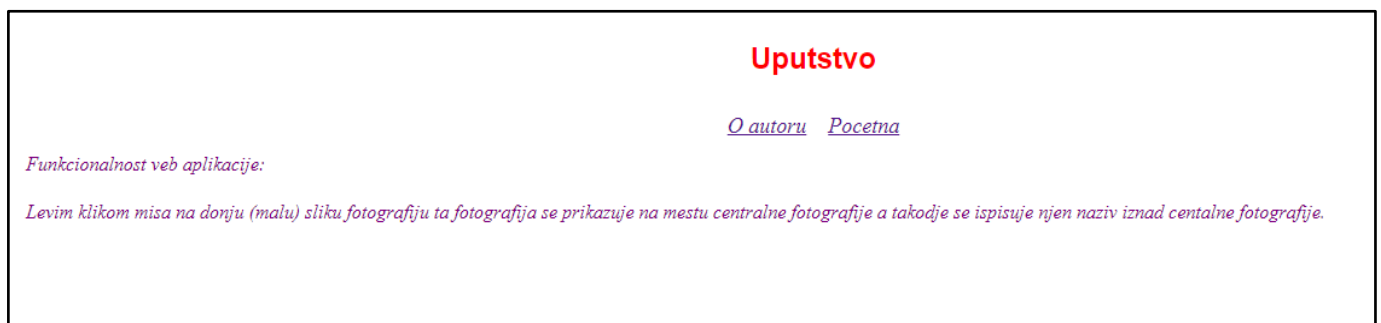 Uputstvo
O autoru Pocetna
Funkcionalnost veb aplikacije:
Levim klikom misa na donju (malu) sliku fotografiju ta fotografija se prikazuje na mestu centralne fotografije a takodje se ispisuje njen naziv iznad centalne fotografije.